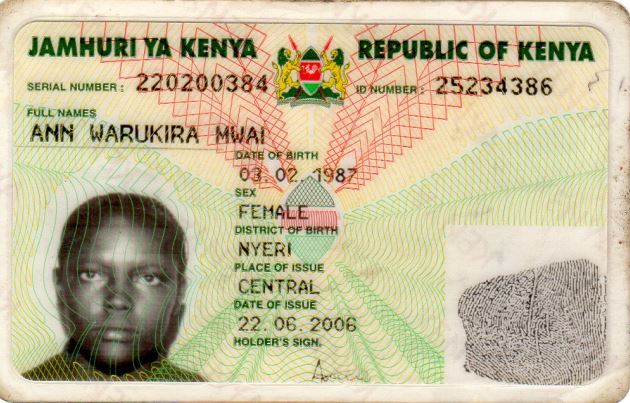 JAMHURI YA KENYA REPUBLIC OF KENYA
SERIAL NUMBER : 220200384 ID NUMBER : 25234386
FULL NAMES
ANN WARUKIRA MWAI
DATE OF BIRTH
03. 02. 1987
SEX
FEMALE
DISTRICT OF BIRTH
NYERI
PLACE OF ISSUE
CENTRAL
DATE OF ISSUE
22. 06. 2006
HOLDER'S SIGN.